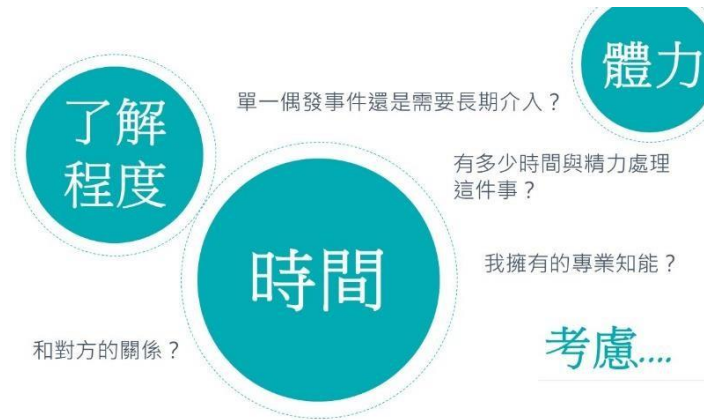 體力
了解
程度
單一偶發事件還是需要長期介入？
有多少時間與精力處理
這件事？
時間
我擁有的專業知能？
和對方的關係？
考慮....